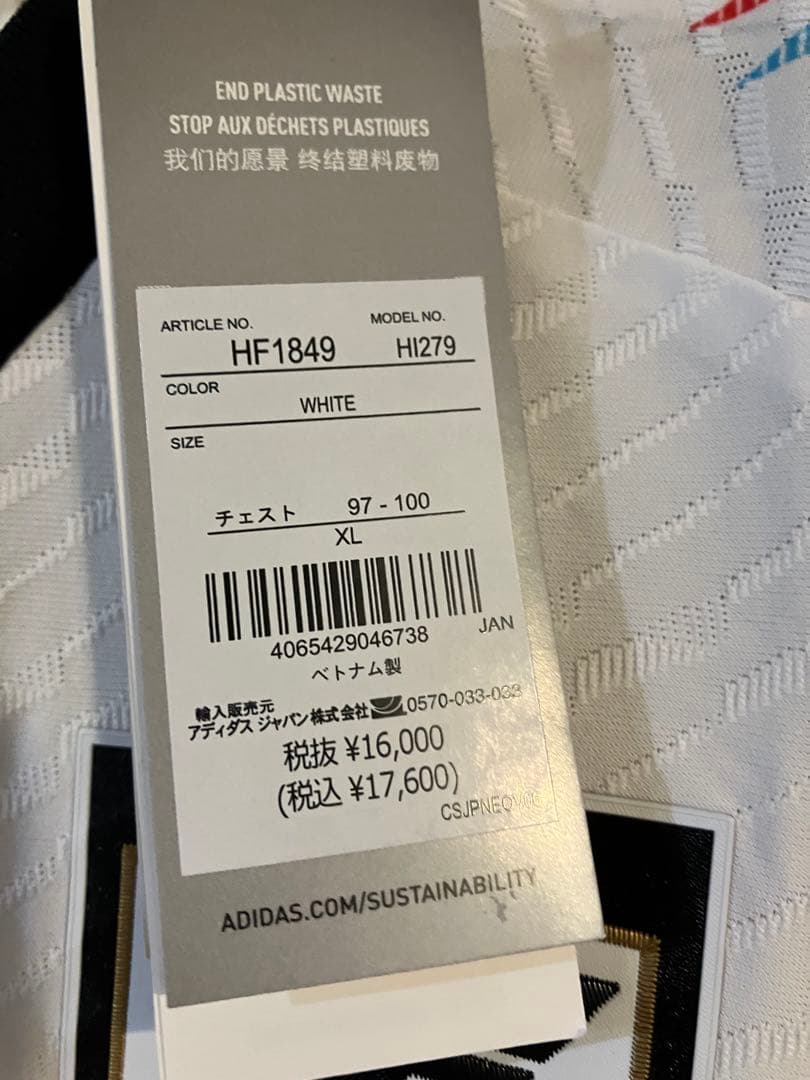 END PLASTIC WASTE
STOP AUX DÉCHETS PLASTIQUES
我们的愿景 终结塑料废物
ARTICLE NO. MODEL NO.
HF1849 HI279
COLOR
WHITE
SIZE
チェスト 97 - 100
XL
4065429046738 JAN
ベトナム製
輸入販売元
アディダス ジャパン株式会社 0570-033-033
税抜 ¥16,000
(税込 ¥17,600)
ADIDAS.COM/SUSTAINABILITY